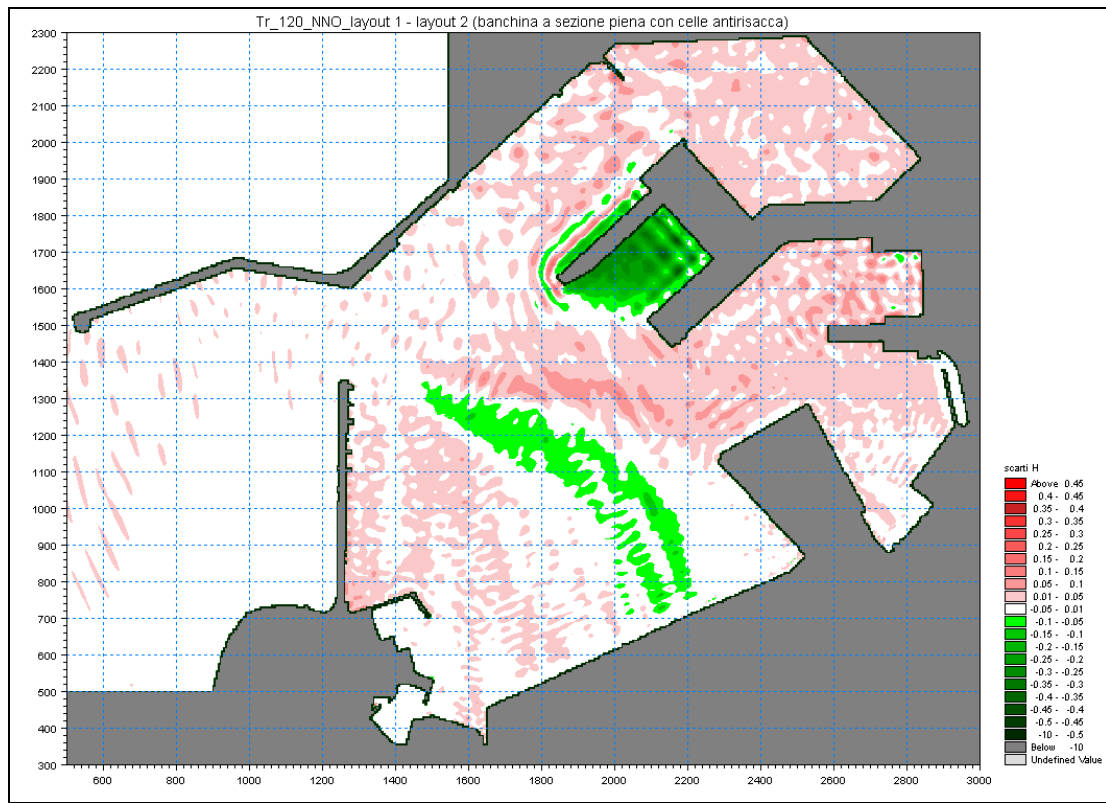 Tr_120_NNO_layout 1 - layout 2 (banchina a sezione piena con celle antirisacca)
2300
2200
2100
2000
1900
1800
1700
1600
1500
1400
1300
1200
1100
1000
900
800
700
600
500
400
300
600 800 1000 1200 1400 1600 1800 2000 2200 2400 2600 2800 3000
scarti H
Above 0.45
0.4 - 0.45
0.35 - 0.4
0.3 - 0.35
0.25 - 0.3
0.2 - 0.25
0.15 - 0.2
0.1 - 0.15
0.05 - 0.1
0.01 - 0.05
-0.05 - 0.01
-0.1 - -0.05
-0.15 - -0.1
-0.2 - -0.15
-0.25 - -0.2
-0.3 - -0.25
-0.35 - -0.3
-0.4 - -0.35
-0.45 - -0.4
-0.5 - -0.45
-10 - -0.5
Below -10
Undefined Value